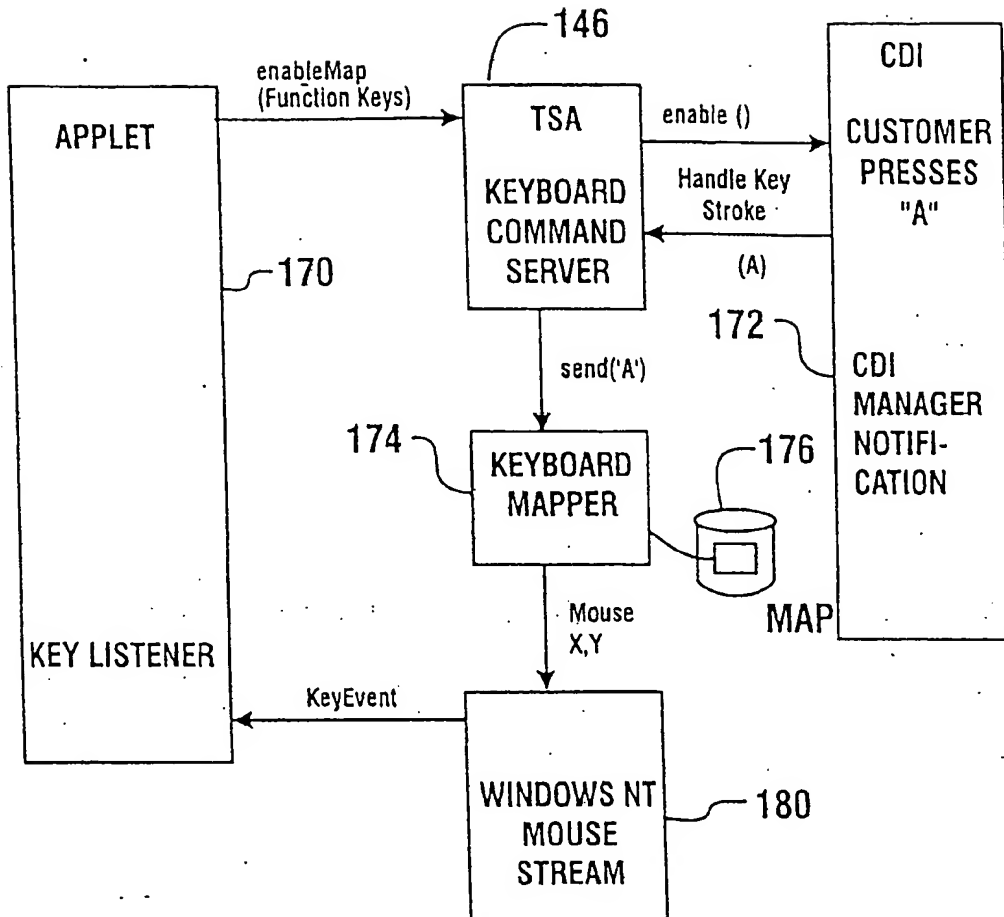 146
CDI
enableMap
(Function Keys)
APPLET
TSA
enable ()
CUSTOMER
PRESSES
"A"
KEYBOARD
COMMAND
SERVER
Handle Key
Stroke
(A)
170
172
send('A')
CDI
MANAGER
NOTIFI-
CATION
174
KEYBOARD
MAPPER
176
MAP
Mouse
X,Y
KEY LISTENER
KeyEvent
WINDOWS NT
MOUSE
STREAM
180